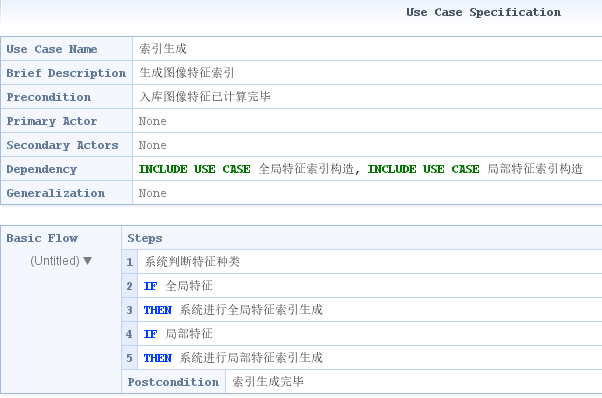 Use Case Specification
Use Case Name 索引生成
Brief Description 生成图像特征索引
Precondition 入库图像特征已计算完毕
Primary Actor None
Secondary Actors None
Dependency INCLUDE USE CASE 全局特征索引构造, INCLUDE USE CASE 局部特征索引构造
Generalization None
Basic Flow Steps
(Untitled) ▼
1 系统判断特征种类
2 IF 全局特征
3 THEN 系统进行全局特征索引生成
4 IF 局部特征
5 THEN 系统进行局部特征索引生成
Postcondition 索引生成完毕